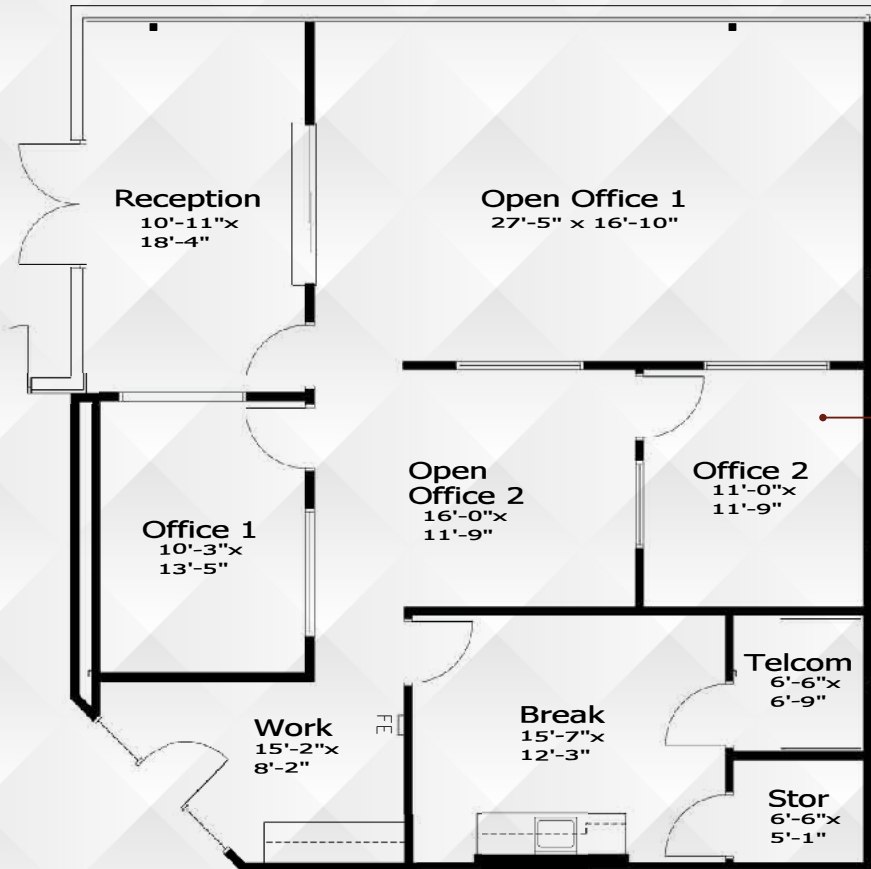 Reception
10'-11"x
18'-4"
Open Office 1
27'-5" x 16'-10"
Open
Office 2
16'-0"x
11'-9"
Office 2
11'-0"x
11'-9"
Office 1
10'-3"x
13'-5"
Work
15'-2"x
8'-2"
FE
Break
15'-7"x
12'-3"
Telcom
6'-6"x
6'-9"
Stor
6'-6"x
5'-1"